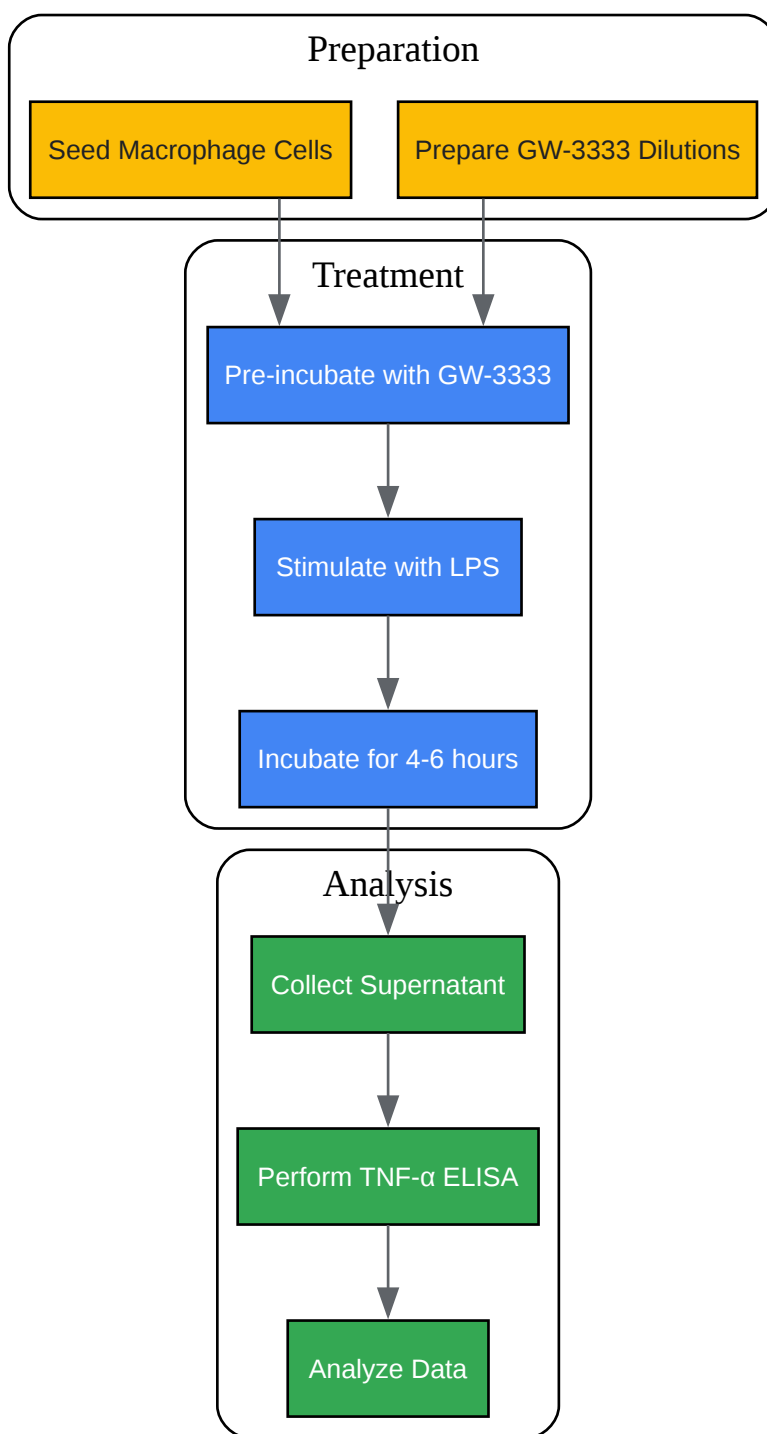 Preparation
Seed Macrophage Cells
Prepare GW-3333 Dilutions
Treatment
Pre-incubate with GW-3333
Stimulate with LPS
Incubate for 4-6 hours
Analysis
Collect Supernatant
Perform TNF-α ELISA
Analyze Data